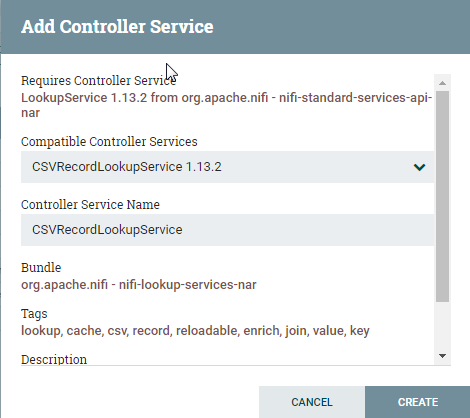 Add Controller Service
Requires Controller Service
LookupService 1.13.2 from org.apache.nifi - nifi-standard-services-api-
nar
Compatible Controller Services
CSVRecordLookupService 1.13.2
Controller Service Name
CSVRecordLookupService
Bundle
org.apache.nifi - nifi-lookup-services-nar
Tags
lookup, cache, csv, record, reloadable, enrich, join, value, key
Description
CANCEL
CREATE